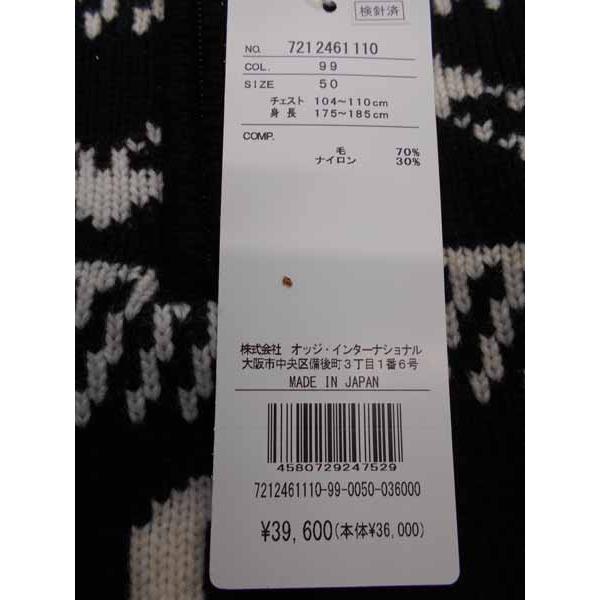 検針済
NO. 7212461110
COL. 99
SIZE 50
チェスト 104～110cm
身長 175～185cm
COMP.
毛 70%
ナイロン 30%
株式会社 オッジ・インターナショナル
大阪市中央区備後町3丁目1番6号
MADE IN JAPAN
4580729247529
7212461110-99-0050-036000
¥39,600(本体¥36,000)